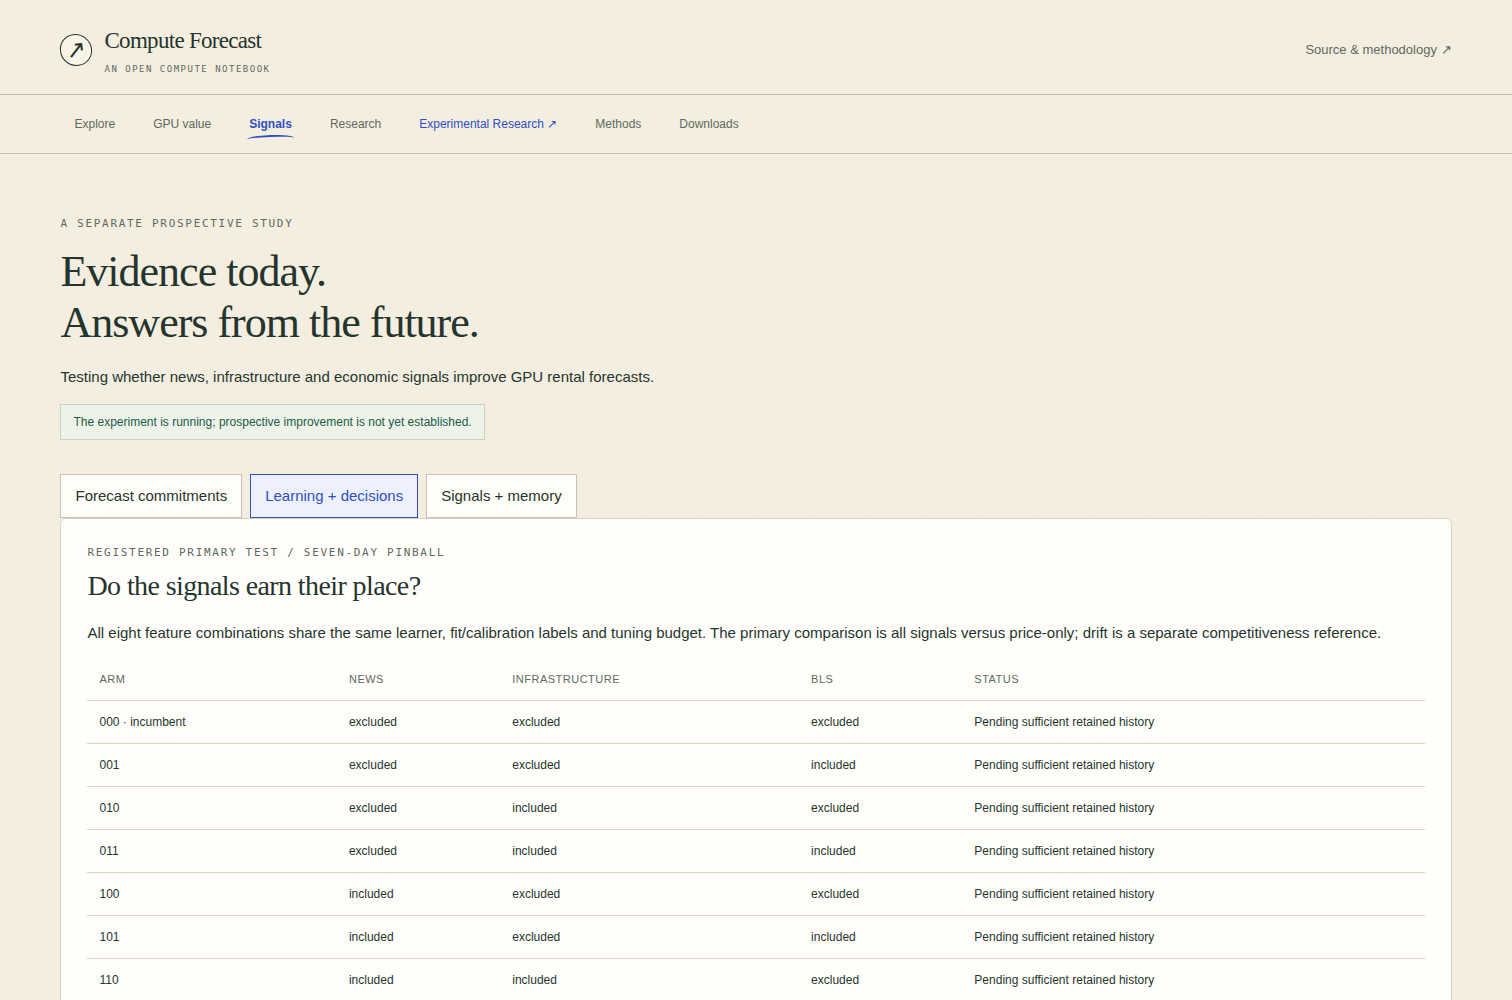 Compute Forecast
AN OPEN COMPUTE NOTEBOOK
Source & methodology ↗
Explore GPU value Signals Research Experimental Research ↗ Methods Downloads
A SEPARATE PROSPECTIVE STUDY
Evidence today.
Answers from the future.
Testing whether news, infrastructure and economic signals improve GPU rental forecasts.
The experiment is running; prospective improvement is not yet established.
Forecast commitments Learning + decisions Signals + memory
REGISTERED PRIMARY TEST / SEVEN-DAY PINBALL
Do the signals earn their place?
All eight feature combinations share the same learner, fit/calibration labels and tuning budget. The primary comparison is all signals versus price-only; drift is a separate competitiveness reference.
ARM NEWS INFRASTRUCTURE BLS STATUS
000 · incumbent excluded excluded excluded Pending sufficient retained history
001 excluded excluded included Pending sufficient retained history
010 excluded included excluded Pending sufficient retained history
011 excluded included included Pending sufficient retained history
100 included excluded excluded Pending sufficient retained history
101 included excluded included Pending sufficient retained history
110 included included excluded Pending sufficient retained history